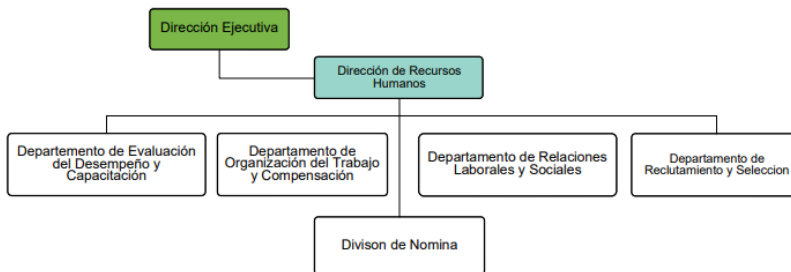 Dirección Ejecutiva
Dirección de Recursos
Humanos
Departemento de Evaluación
del Desempeño y
Capacitación
Departamento de
Organización del Trabajo
y Compensación
Departamento de Relaciones
Laborales y Sociales
Departamento de
Reclutamiento y Seleccion
Divison de Nomina